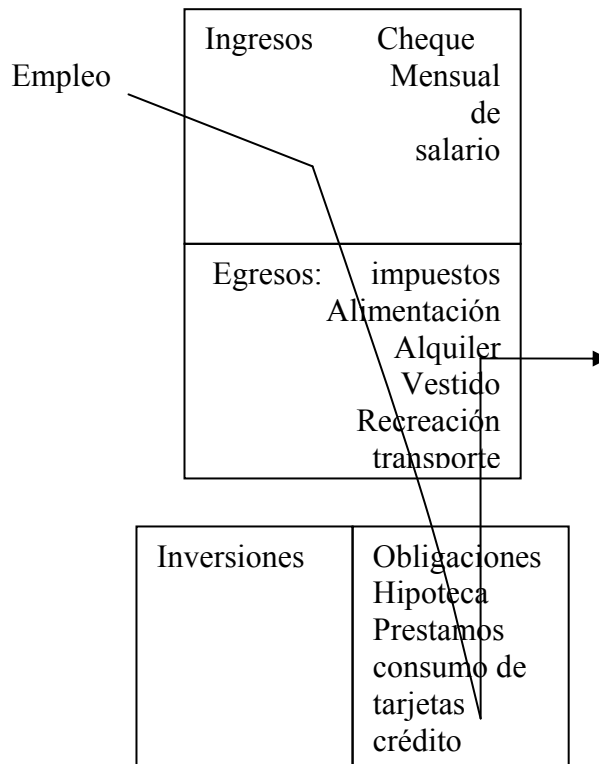 Empleo
Ingresos Cheque
Mensual
de
salario
Egresos: impuestos
Alimentación
Alquiler
Vestido
Recreación
transporte
Inversiones
Obligaciones
Hipoteca
Prestamos
consumo de
tarjetas
crédito